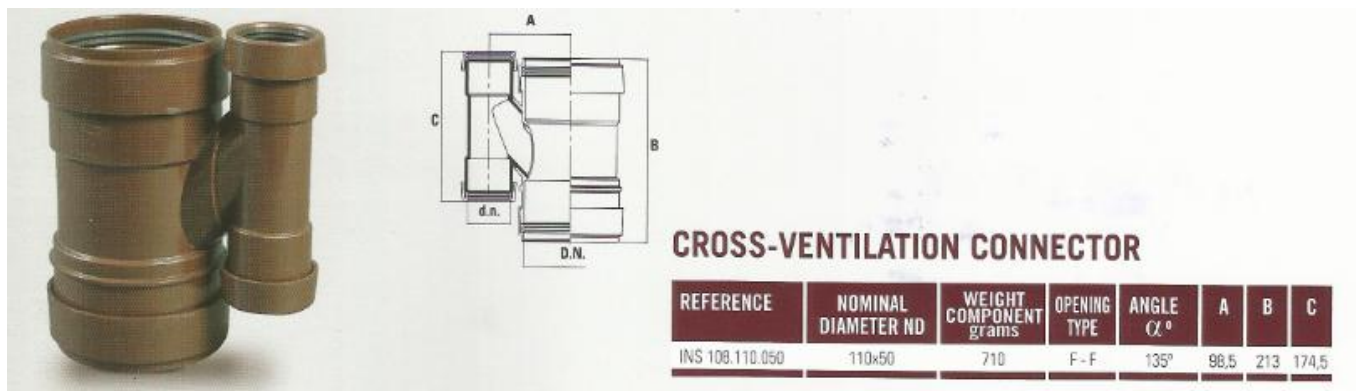 A
C
B
d.n.
D.N.
CROSS-VENTILATION CONNECTOR
REFERENCE NOMINAL DIAMETER ND WEIGHT COMPONENT grams OPENING TYPE ANGLE α º A B C
INS 108.110.050 110x50 710 F - F 135º 98,5 213 174,5